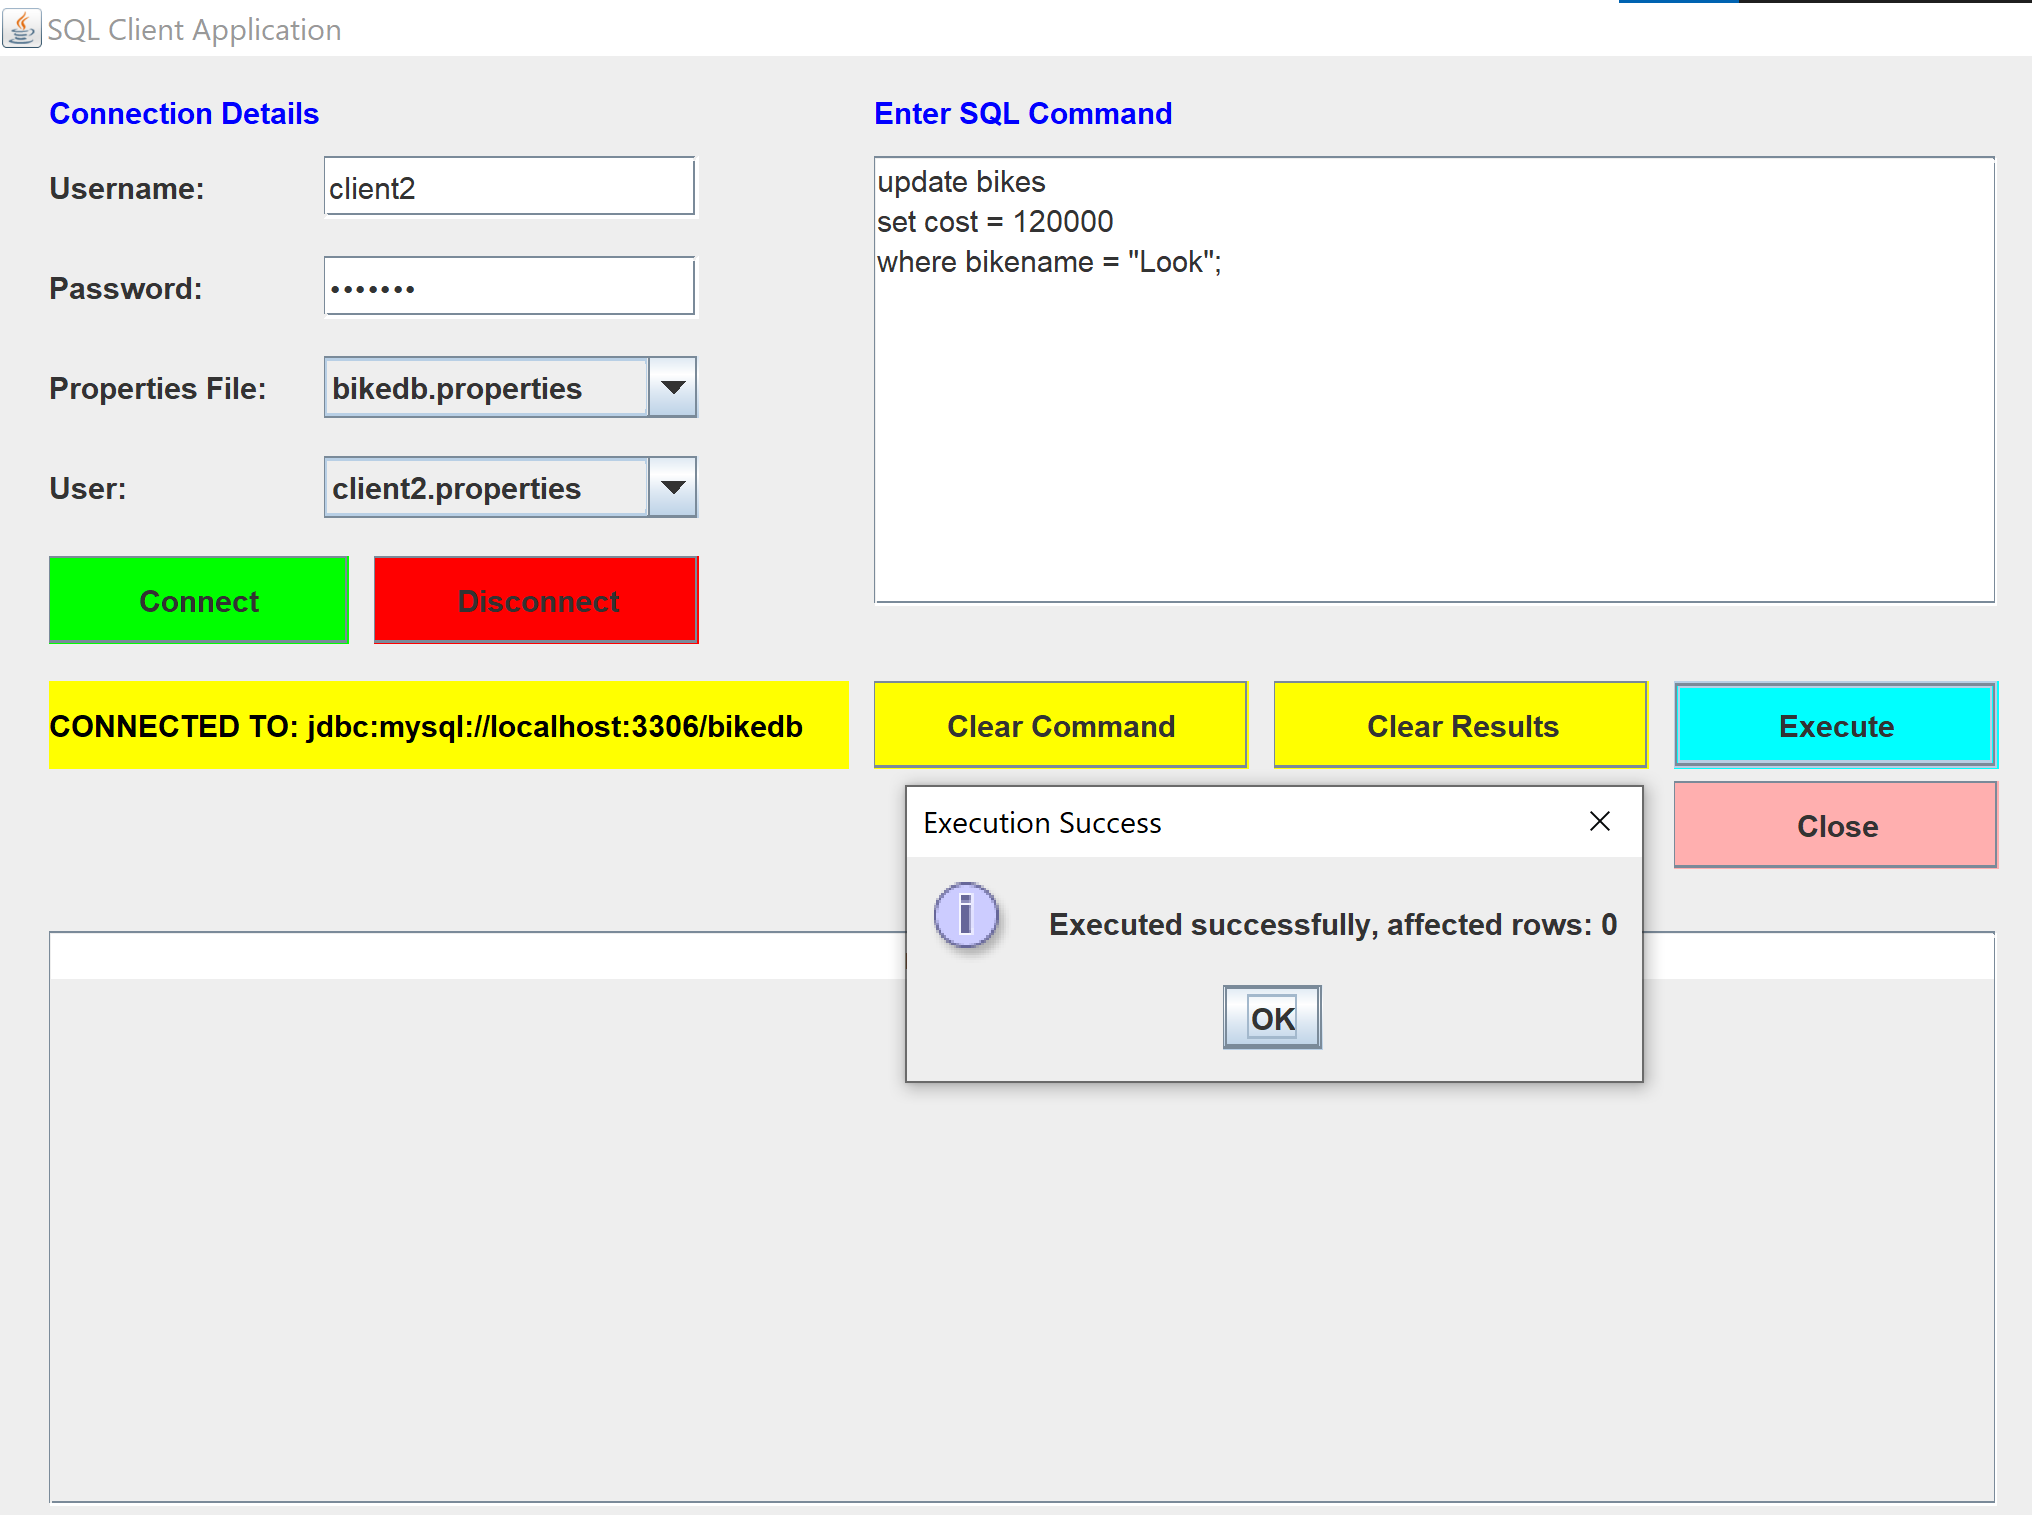 SQL Client Application
Connection Details
Enter SQL Command
Username:
client2
Password:
•••••••
Properties File:
bikedb.properties
User:
client2.properties
Connect
Disconnect
update bikes
set cost = 120000
where bikename = "Look";
CONNECTED TO: jdbc:mysql://localhost:3306/bikedb
Clear Command
Clear Results
Execute
Close
Execution Success
Executed successfully, affected rows: 0
OK